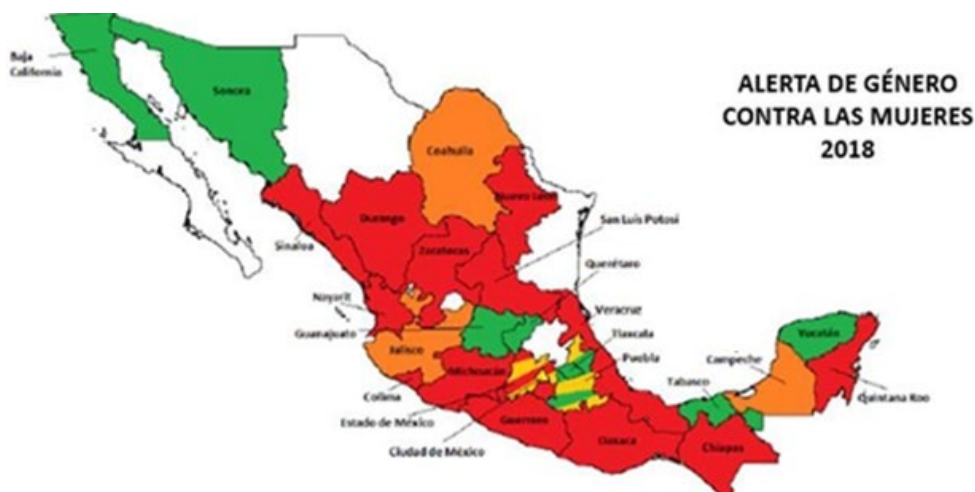 ALERTA DE GÉNERO
CONTRA LAS MUJERES
2018
Baja
California
Sonora
Coahuila
Nuevo León
Durango
San Luis Potosí
Zacatecas
Sinaloa
Querétaro
Nayarit
Veracruz
Guanajuato
Tlaxcala
Jalisco
Puebla
Yucatán
Campeche
Michoacán
Tabasco
Colima
Quintana Roo
Estado de México
Guerrero
Oaxaca
Chiapas
Ciudad de México